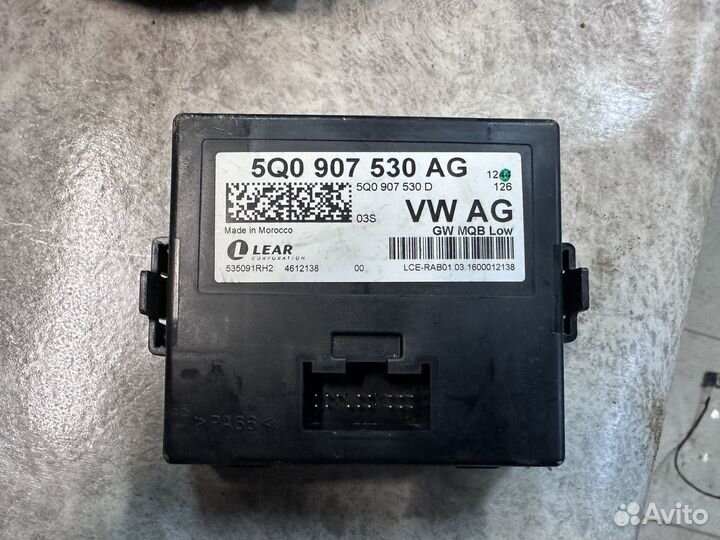 5Q0 907 530 AG
1244
5Q0 907 530 D
126
03S
VW AG
Made in Morocco
GW MQB Low
LEAR
CORPORATION
535091RH2 4612138 00 LCE-RAB01.03.1600012138
>PA66<
Avito